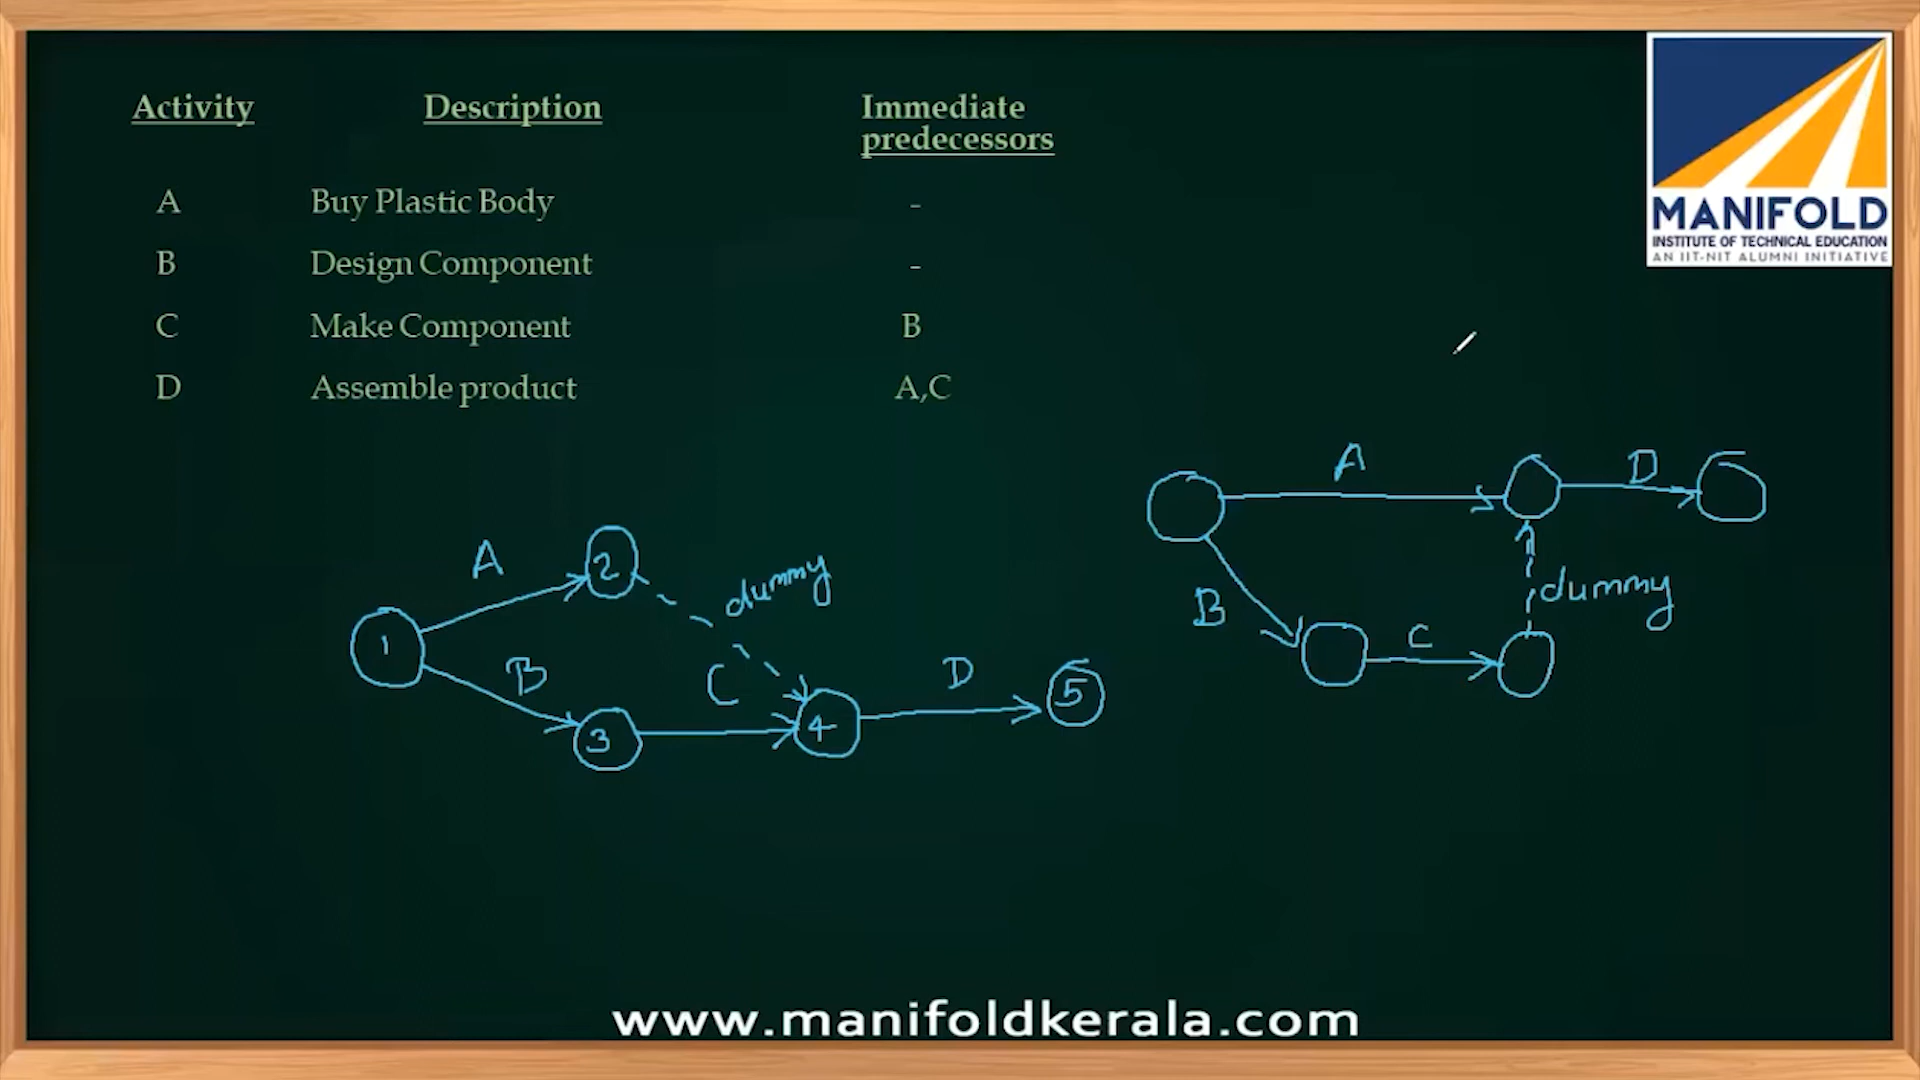 Activity Description Immediate
predecessors
A Buy Plastic Body -
B Design Component -
C Make Component B
D Assemble product A,C
MANIFOLD
INSTITUTE OF TECHNICAL EDUCATION
AN IIT-NIT ALUMNI INITIATIVE
A 2 dummy
1
B C D 5
3 4
A D
B C dummy
www.manifoldkerala.com